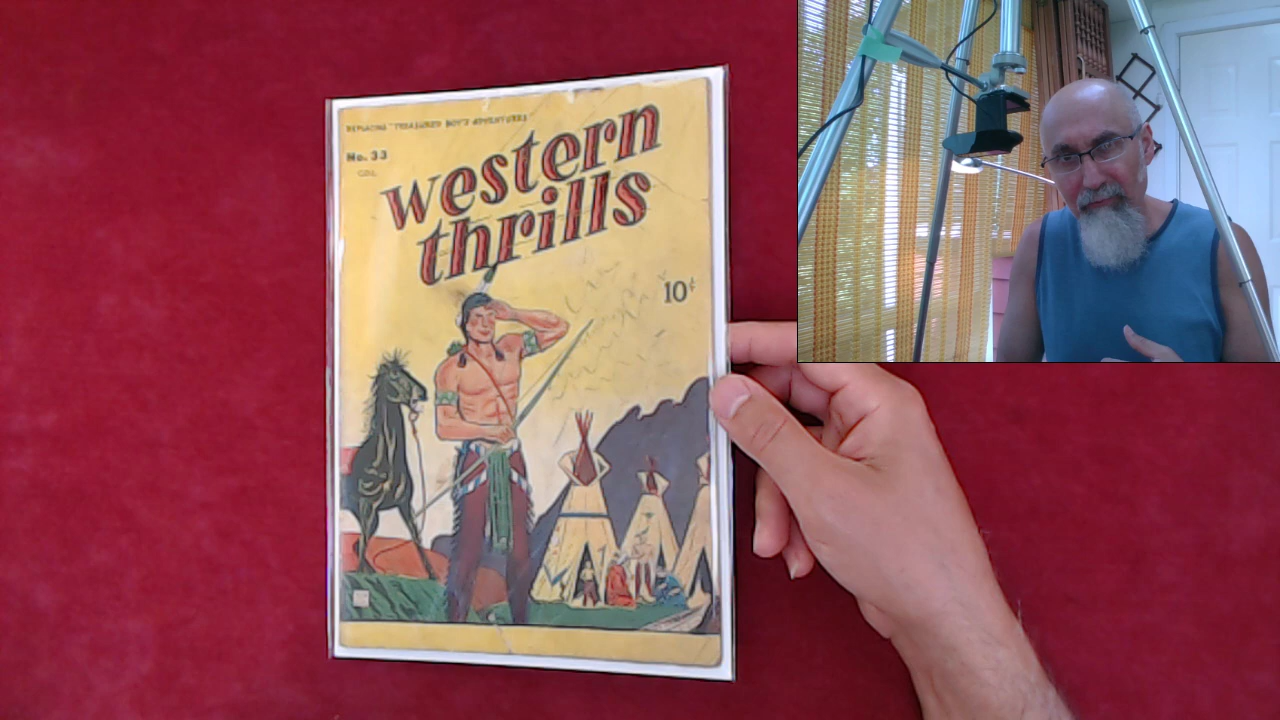 REPLACING "TREASURED BOY'S ADVENTURES"
No. 33
western
thrills
10¢